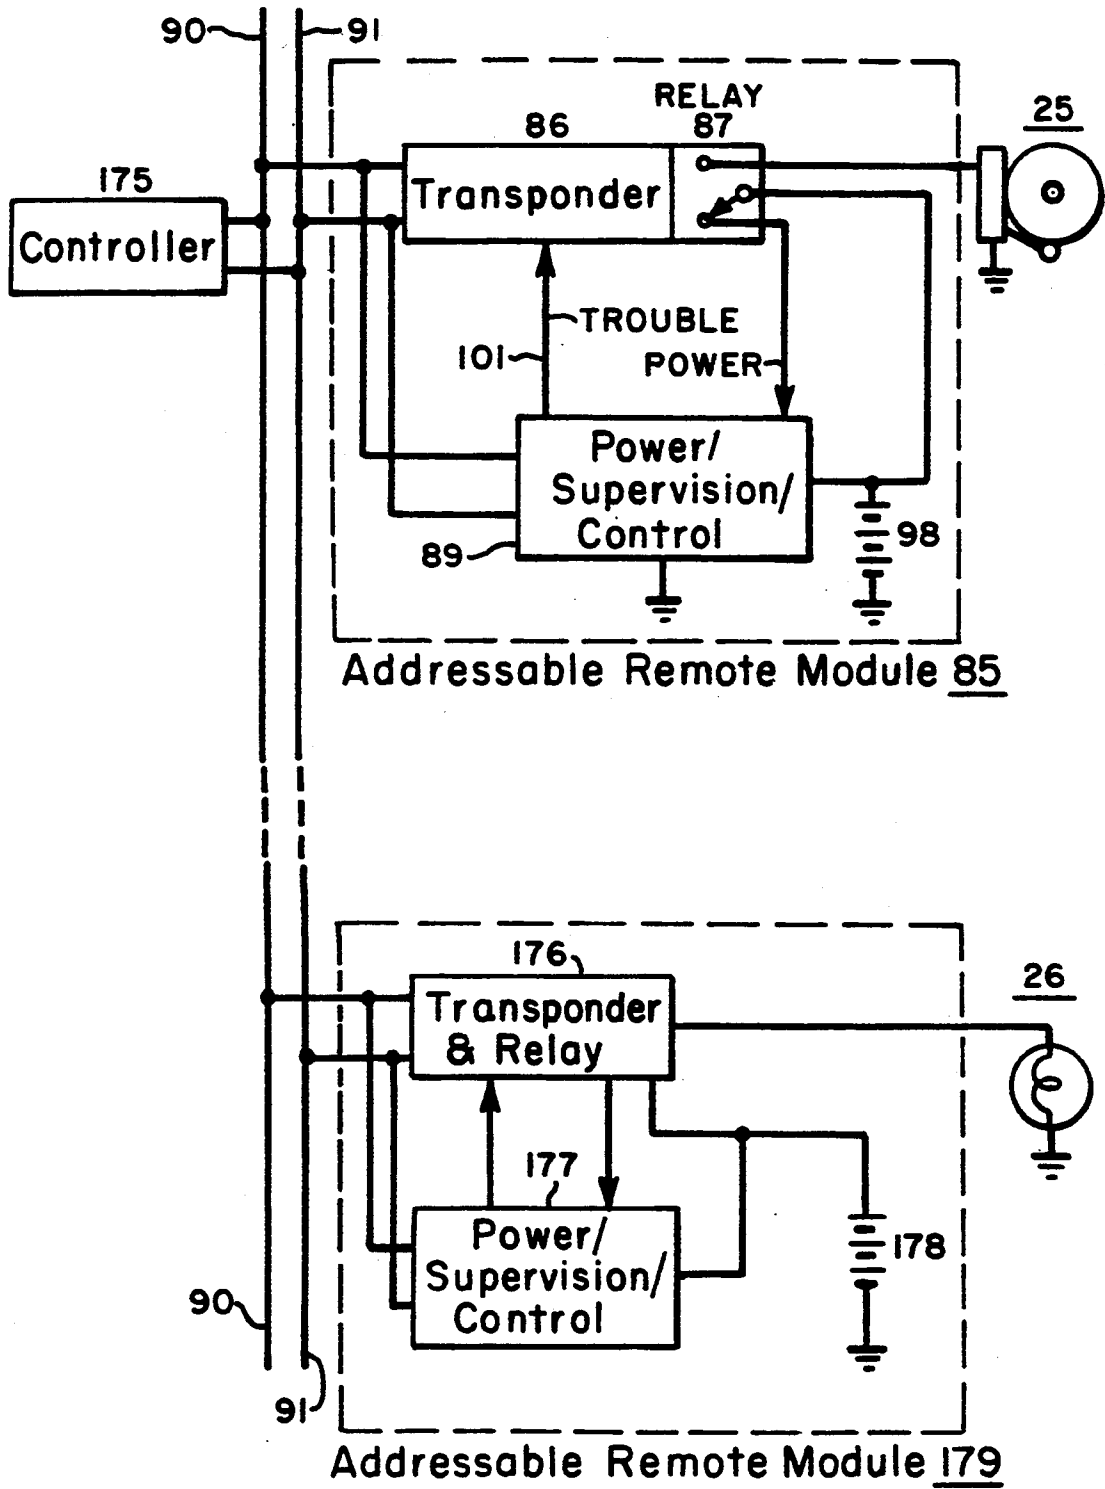 90
91
RELAY
86
87
25
175
Transponder
Controller
TROUBLE
101
POWER
Power/
Supervision/
Control
98
89
Addressable Remote Module 85
176
26
Transponder
& Relay
177
Power/
Supervision/
Control
178
90
91
Addressable Remote Module 179